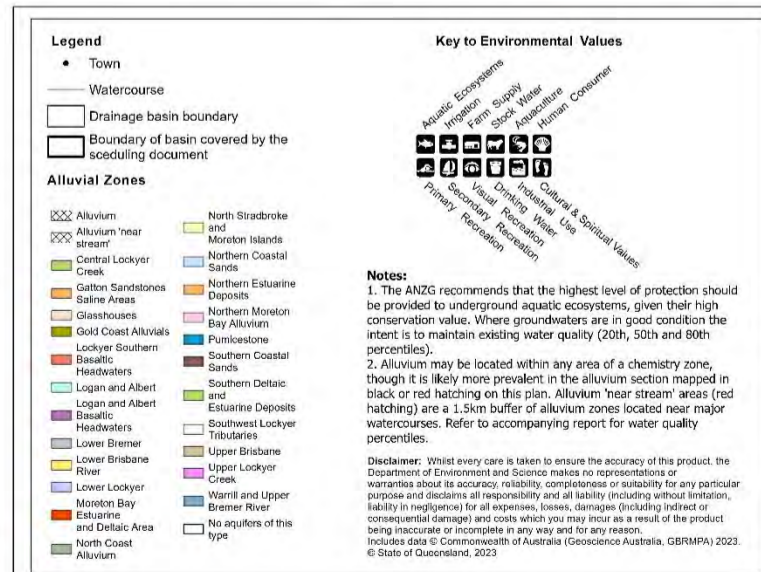 Legend
Town
Watercourse
Drainage basin boundary
Boundary of basin covered by the
sceduling document
Alluvial Zones
Alluvium
Alluvium 'near
stream'
Central Lockyer
Creek
Gatton Sandstones
Saline Areas
Glasshouses
Gold Coast Alluvials
Lockyer Southern
Basaltic
Headwaters
Logan and Albert
Logan and Albert
Basaltic
Headwaters
Lower Bremer
Lower Brisbane
River
Lower Lockyer
Moreton Bay
Estuarine
and Deltaic Area
North Coast
Alluvium
North Stradbroke
and
Moreton Islands
Northern Coastal
Sands
Northern Estuarine
Deposits
Northern Moreton
Bay Alluvium
Pumicestone
Southern Coastal
Sands
Southern Deltaic
and
Estuarine Deposits
Southwest Lockyer
Tributaries
Upper Brisbane
Upper Lockyer
Creek
Warrill and Upper
Bremer River
No aquifers of this
type
Key to Environmental Values
Aquatic Ecosystems
Irrigation
Farm Supply
Stock Water
Aquaculture
Human Consumer
Primary Recreation
Secondary Recreation
Visual Recreation
Drinking Water
Industrial Use
Cultural & Spiritual Values
Notes:
1. The ANZG recommends that the highest level of protection should
be provided to underground aquatic ecosystems, given their high
conservation value. Where groundwaters are in good condition the
intent is to maintain existing water quality (20th, 50th and 80th
percentiles).
2. Alluvium may be located within any area of a chemistry zone,
though it is likely more prevalent in the alluvium section mapped in
black or red hatching on this plan. Alluvium 'near stream' areas (red
hatching) are a 1.5km buffer of alluvium zones located near major
watercourses. Refer to accompanying report for water quality
percentiles.
Disclaimer: Whilst every care is taken to ensure the accuracy of this product, the
Department of Environment and Science makes no representations or
warranties about its accuracy, reliability, completeness or suitability for any particular
purpose and disclaims all responsibility and all liability (including without limitation,
liability in negligence) for all expenses, losses, damages (including indirect or
consequential damage) and costs which you may incur as a result of the product
being inaccurate or incomplete in any way and for any reason.
Includes data © Commonwealth of Australia (Geoscience Australia, GBRMPA) 2023.
© State of Queensland, 2023